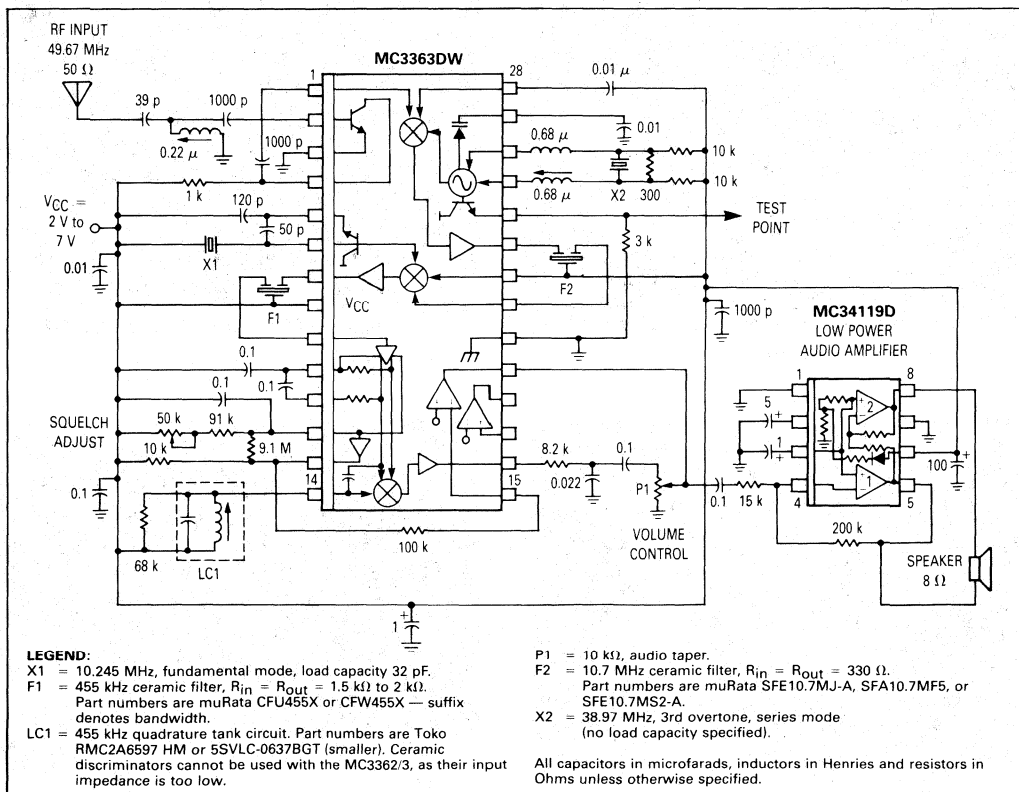 RF INPUT
49.67 MHz
50 Ω
39 p
1000 p
0.22 μ
1000 p
1 k
VCC =
2 V to
7 V
0.01
120 p
50 p
X1
F1
VCC
0.1
0.1
0.1
SQUELCH
ADJUST
50 k
91 k
10 k
9.1 M
0.1
68 k
LC1
100 k
1
+
MC3363DW
1
28
14
15
0.01 μ
0.01
0.68 μ
0.68 μ
X2
300
10 k
10 k
TEST
POINT
3 k
F2
1000 p
8.2 k
0.022
0.1
P1
VOLUME
CONTROL
0.1
15 k
200 k
MC34119D
LOW POWER
AUDIO AMPLIFIER
1
8
5
+
1
+
4
5
+
2
−
−
1
+
100
+
SPEAKER
8 Ω
LEGEND:
X1 = 10.245 MHz, fundamental mode, load capacity 32 pF.
F1 = 455 kHz ceramic filter, Rin = Rout = 1.5 kΩ to 2 kΩ.
Part numbers are muRata CFU455X or CFW455X — suffix
denotes bandwidth.
LC1 = 455 kHz quadrature tank circuit. Part numbers are Toko
RMC2A6597 HM or 5SVLC-0637BGT (smaller). Ceramic
discriminators cannot be used with the MC3362/3, as their input
impedance is too low.
P1 = 10 kΩ, audio taper.
F2 = 10.7 MHz ceramic filter, Rin = Rout = 330 Ω.
Part numbers are muRata SFE10.7MJ-A, SFA10.7MF5, or
SFE10.7MS2-A.
X2 = 38.97 MHz, 3rd overtone, series mode
(no load capacity specified).
All capacitors in microfarads, inductors in Henries and resistors in
Ohms unless otherwise specified.